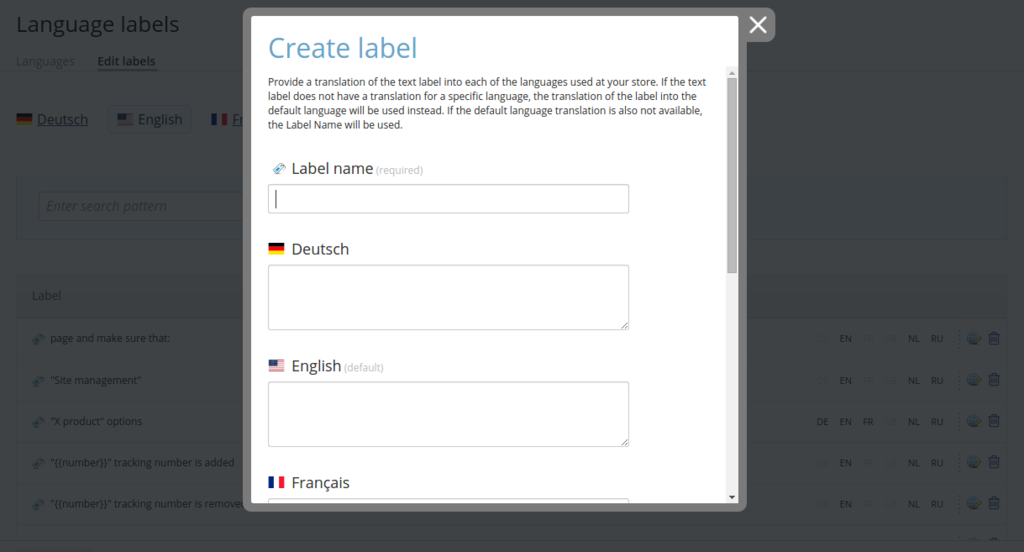 Language labels
Languages
Edit labels
Deutsch
English
Fr
Enter search pattern
Label
page and make sure that:
EN
NL
RU
"Site management"
EN
NL
RU
"X product" options
DE
EN
FR
NL
RU
"{{number}}" tracking number is added
EN
NL
RU
"{{number}}" tracking number is remove
EN
NL
RU
Create label
Provide a translation of the text label into each of the languages used at your store. If the text
label does not have a translation for a specific language, the translation of the label into the
default language will be used instead. If the default language translation is also not available,
the Label Name will be used.
Label name (required)
Deutsch
English (default)
Français